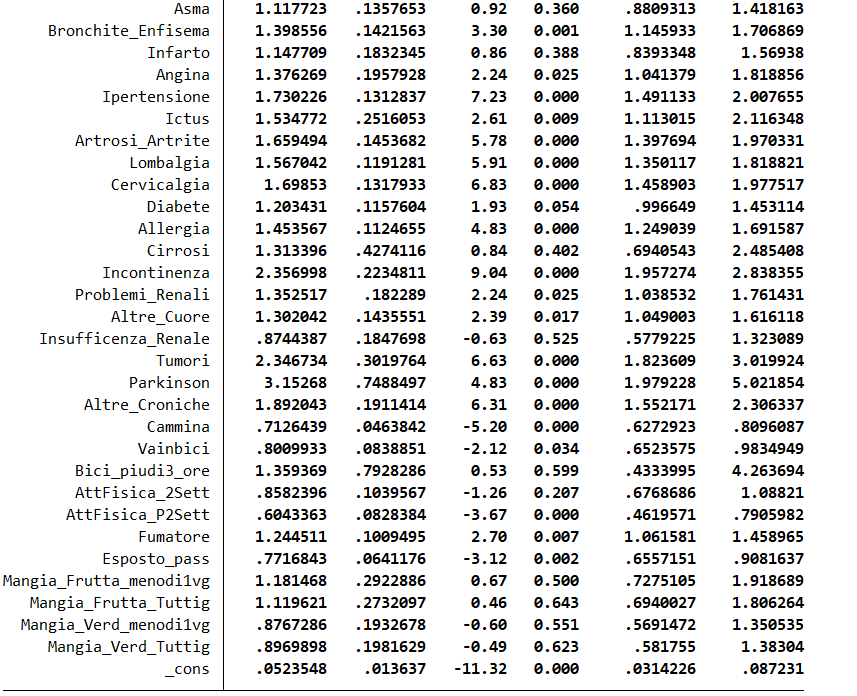 Asma 1.117723 .1357653 0.92 0.360 .8809313 1.418163
Bronchite_Enfisema 1.398556 .1421563 3.30 0.001 1.145933 1.706869
Infarto 1.147709 .1832345 0.86 0.388 .8393348 1.56938
Angina 1.376269 .1957928 2.24 0.025 1.041379 1.818856
Ipertensione 1.730226 .1312837 7.23 0.000 1.491133 2.007655
Ictus 1.534772 .2516053 2.61 0.009 1.113015 2.116348
Artrosi_Artrite 1.659494 .1453682 5.78 0.000 1.397694 1.970331
Lombalgia 1.567042 .1191281 5.91 0.000 1.350117 1.818821
Cervicalgia 1.69853 .1317933 6.83 0.000 1.458903 1.977517
Diabete 1.203431 .1157604 1.93 0.054 .996649 1.453114
Allergia 1.453567 .1124655 4.83 0.000 1.249039 1.691587
Cirrosi 1.313396 .4274116 0.84 0.402 .6940543 2.485408
Incontinenza 2.356998 .2234811 9.04 0.000 1.957274 2.838355
Problemi_Renali 1.352517 .182289 2.24 0.025 1.038532 1.761431
Altre_Cuore 1.302042 .1435551 2.39 0.017 1.049003 1.616118
Insufficenza_Renale .8744387 .1847698 -0.63 0.525 .5779225 1.323089
Tumori 2.346734 .3019764 6.63 0.000 1.823609 3.019924
Parkinson 3.15268 .7488497 4.83 0.000 1.979228 5.021854
Altre_Croniche 1.892043 .1911414 6.31 0.000 1.552171 2.306337
Cammina .7126439 .0463842 -5.20 0.000 .6272923 .8096087
Vainbici .8009933 .0838851 -2.12 0.034 .6523575 .9834949
Bici_piudi3_ore 1.359369 .7928286 0.53 0.599 .4333995 4.263694
AttFisica_2Sett .8582396 .1039567 -1.26 0.207 .6768686 1.08821
AttFisica_P2Sett .6043363 .0828384 -3.67 0.000 .4619571 .7905982
Fumatore 1.244511 .1009495 2.70 0.007 1.061581 1.458965
Esposto_pass .7716843 .0641176 -3.12 0.002 .6557151 .9081637
Mangia_Frutta_menodi1vg 1.181468 .2922886 0.67 0.500 .7275105 1.918689
Mangia_Frutta_Tuttig 1.119621 .2732097 0.46 0.643 .6940027 1.806264
Mangia_Verd_menodi1vg .8767286 .1932678 -0.60 0.551 .5691472 1.350535
Mangia_Verd_Tuttig .8969898 .1981629 -0.49 0.623 .581755 1.38304
_cons .0523548 .013637 -11.32 0.000 .0314226 .087231